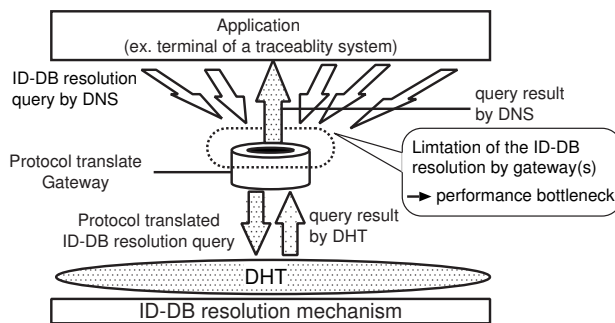 Application
(ex. terminal of a traceablity system)
ID-DB resolution
query by DNS
query result
by DNS
Limtation of the ID-DB
resolution by gateway(s)
performance bottleneck
Protocol translate
Gateway
Protocol translated
ID-DB resolution query
query result
by DHT
DHT
ID-DB resolution mechanism